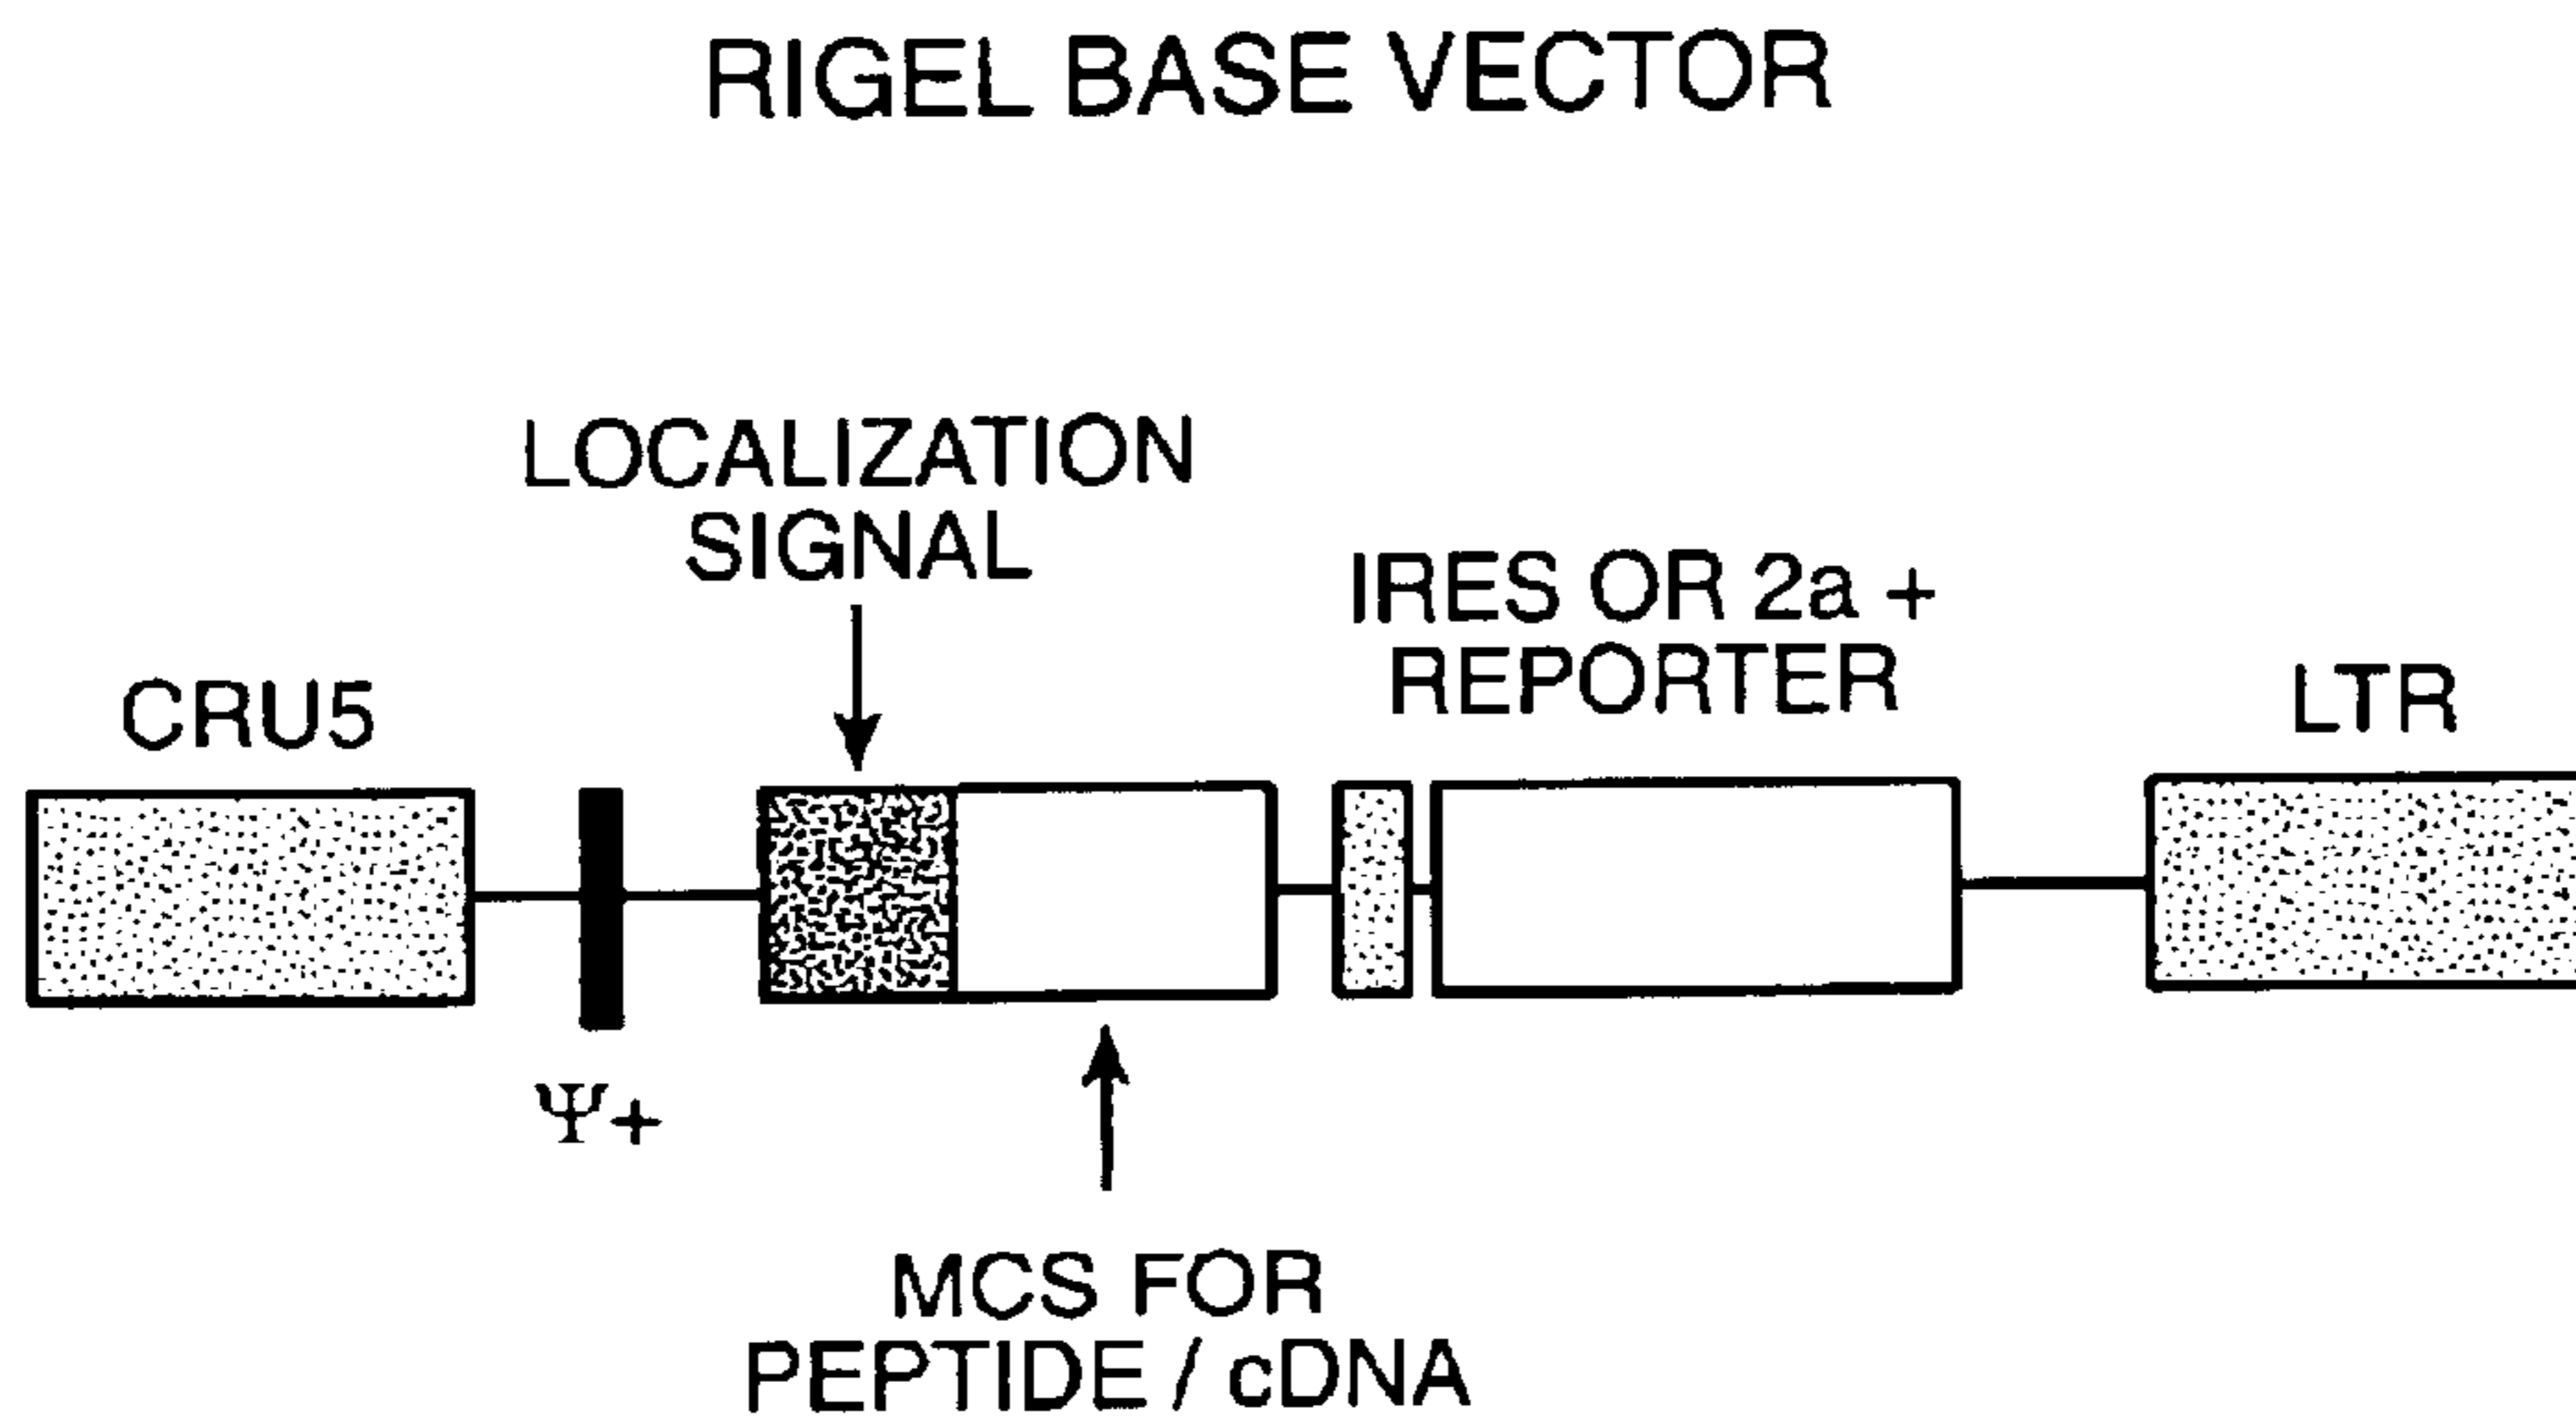 RIGEL BASE VECTOR
LOCALIZATION
SIGNAL
IRES OR 2a +
REPORTER
CRU5
LTR
Ψ+
MCS FOR
PEPTIDE / cDNA